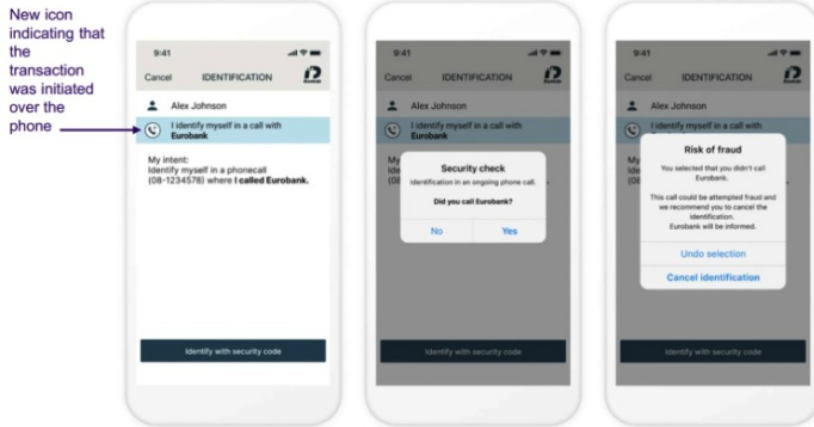 New icon
indicating that
the
transaction
was initiated
over the
phone
9:41
Cancel
IDENTIFICATION
Alex Johnson
I identify myself in a call with
Eurobank
My intent:
Identify myself in a phonecall
(08-1234578) where I called Eurobank.
Identify with security code
9:41
Cancel
IDENTIFICATION
Alex Johnson
I identify myself in a call with
Eurobank
My
Ide
(08
Security check
Identification in an ongoing phone call.
Did you call Eurobank?
No
Yes
Identify with security code
9:41
Cancel
IDENTIFICATION
Alex Johnson
I identify myself in a call with
My
Ide
(08
Risk of fraud
You selected that you didn't call
Eurobank.
This call could be attempted fraud and
we recommend you to cancel the
identification.
Eurobank will be informed.
Undo selection
Cancel identification
Identify with security code